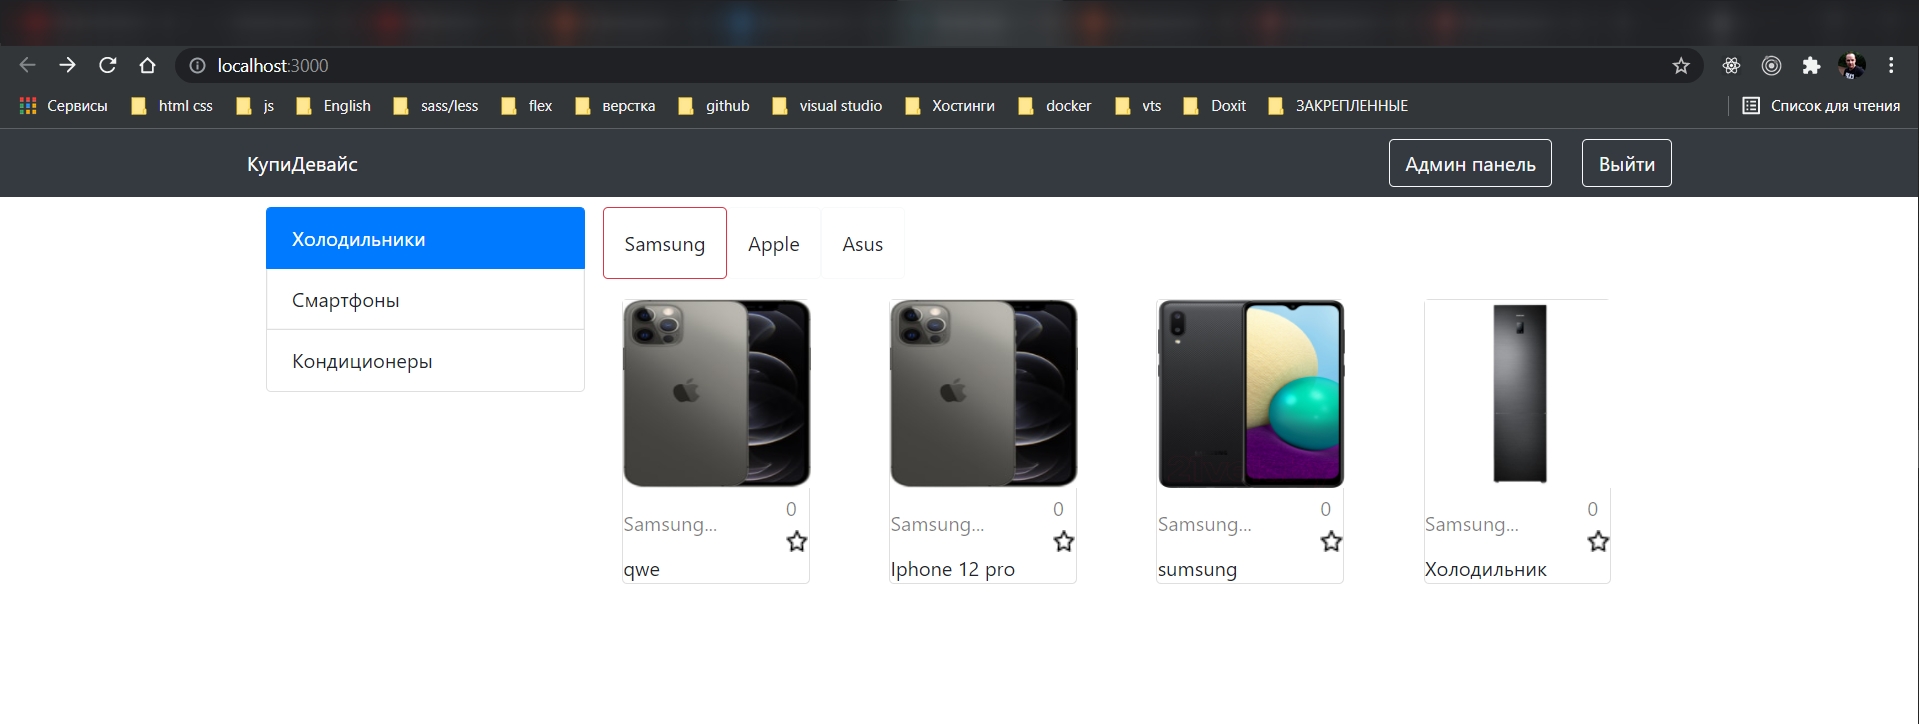 localhost:3000
Сервисы html css js English sass/less flex верстка github visual studio Хостинги docker vts Doxit ЗАКРЕПЛЕННЫЕ Список для чтения
КупиДевайс Админ панель Выйти
Холодильники
Смартфоны
Кондиционеры
Samsung Apple Asus
0 0 0 0
Samsung... Samsung... Samsung... Samsung...
qwe Iphone 12 pro sumsung Холодильник